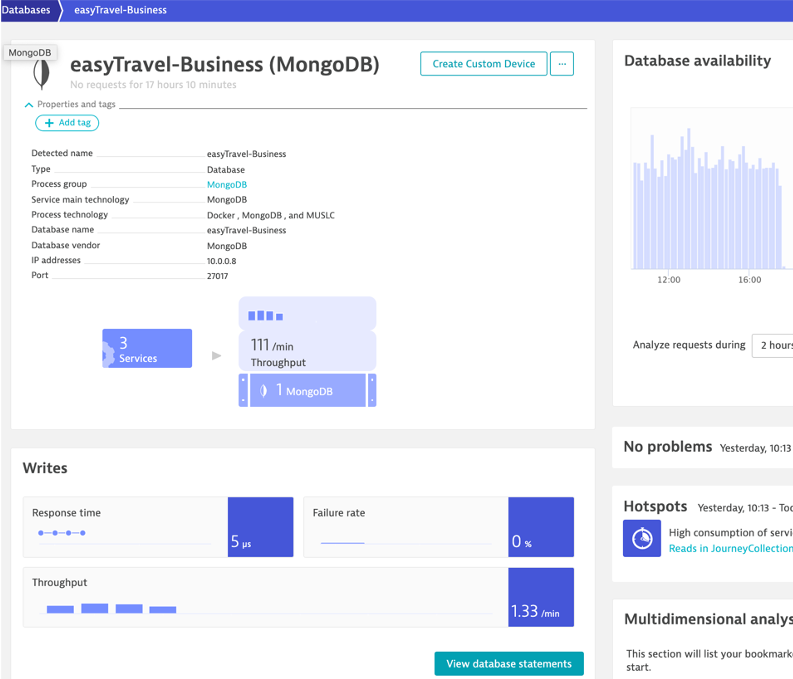 Databases
easyTravel-Business
MongoDB
easyTravel-Business (MongoDB)
No requests for 17 hours 10 minutes
Create Custom Device
...
Properties and tags
Add tag
Detected name easyTravel-Business
Type Database
Process group MongoDB
Service main technology MongoDB
Process technology Docker , MongoDB , and MUSLC
Database name easyTravel-Business
Database vendor MongoDB
IP addresses 10.0.0.8
Port 27017
3
Services
111 /min
Throughput
1 MongoDB
Writes
Response time
5 µs
Failure rate
0 %
Throughput
1.33 /min
View database statements
Database availability
12:00 16:00
Analyze requests during 2 hours
No problems Yesterday, 10:13
Hotspots Yesterday, 10:13 - Toc
High consumption of servi
Reads in JourneyCollection
Multidimensional analys
This section will list your bookmark
start.